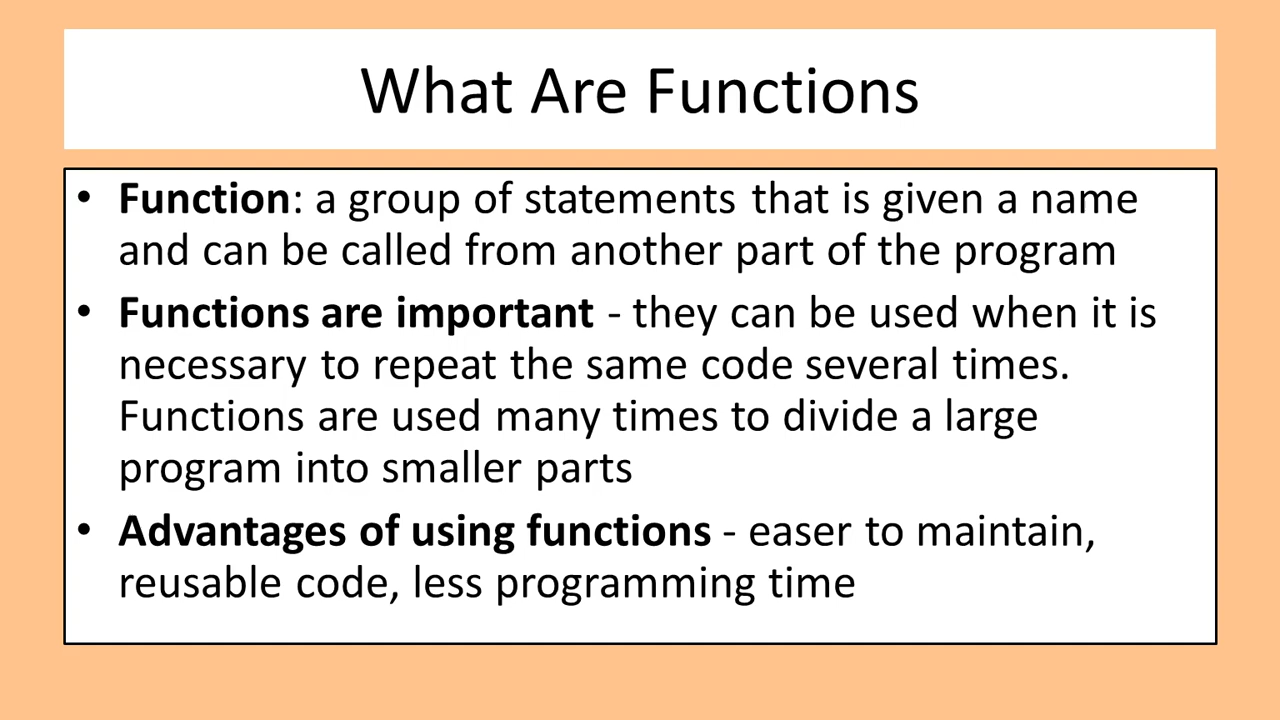 What Are Functions
• Function: a group of statements that is given a name
and can be called from another part of the program
• Functions are important - they can be used when it is
necessary to repeat the same code several times.
Functions are used many times to divide a large
program into smaller parts
• Advantages of using functions - easer to maintain,
reusable code, less programming time